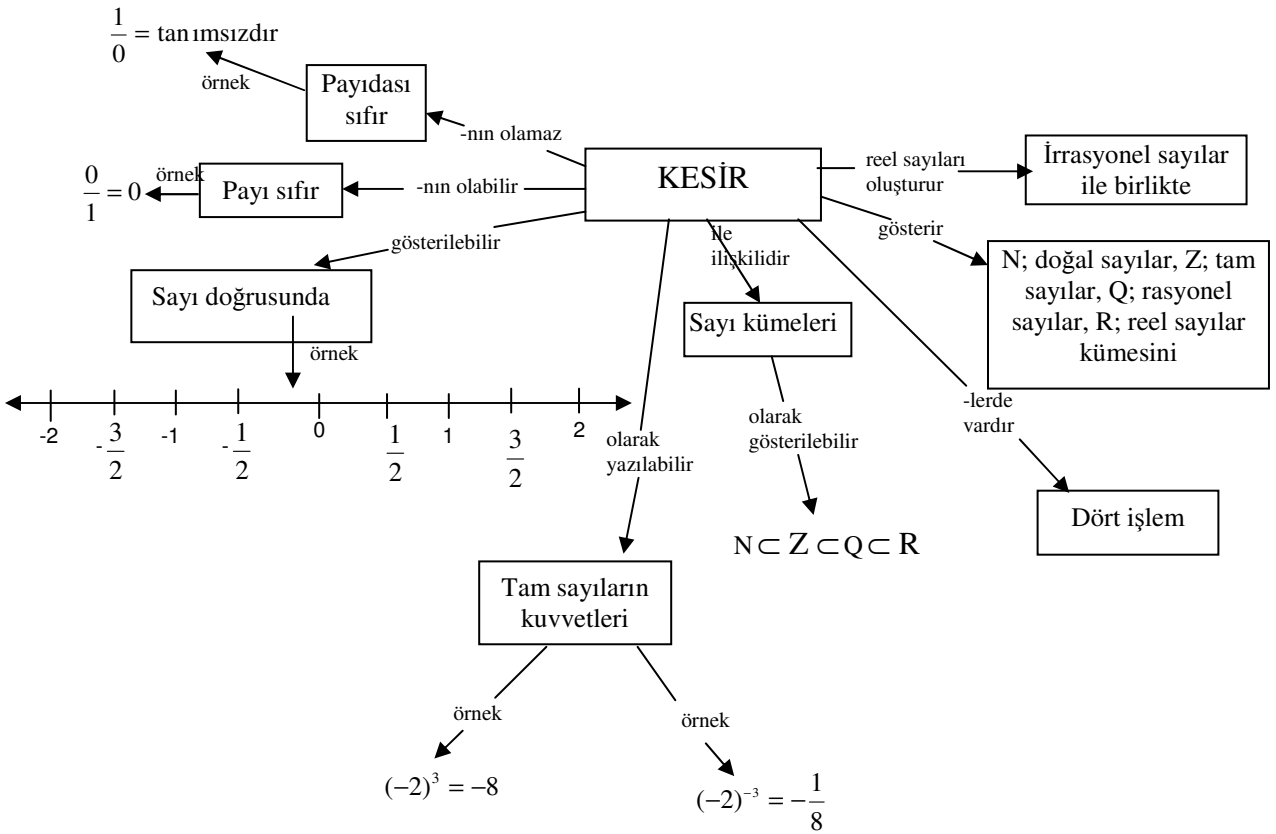 1/0 = tanımsızdır
örnek
Payıdası
sıfır
-nın olamaz
KESİR
reel sayıları
oluşturur
İrrasyonel sayılar
ile birlikte
0/1 = 0
örnek
Payı sıfır
-nın olabilir
gösterilebilir
ile
ilişkilidir
gösterir
N; doğal sayılar, Z; tam
sayılar, Q; rasyonel
sayılar, R; reel sayılar
kümesini
Sayı doğrusunda
örnek
Sayı kümeleri
-2 -3/2 -1 -1/2 0 1/2 1 3/2 2
olarak
yazılabilir
olarak
gösterilebilir
-lerde
vardır
Dört işlem
N ⊂ Z ⊂ Q ⊂ R
Tam sayıların
kuvvetleri
örnek
örnek
(−2)³ = −8
(−2)⁻³ = −1/8